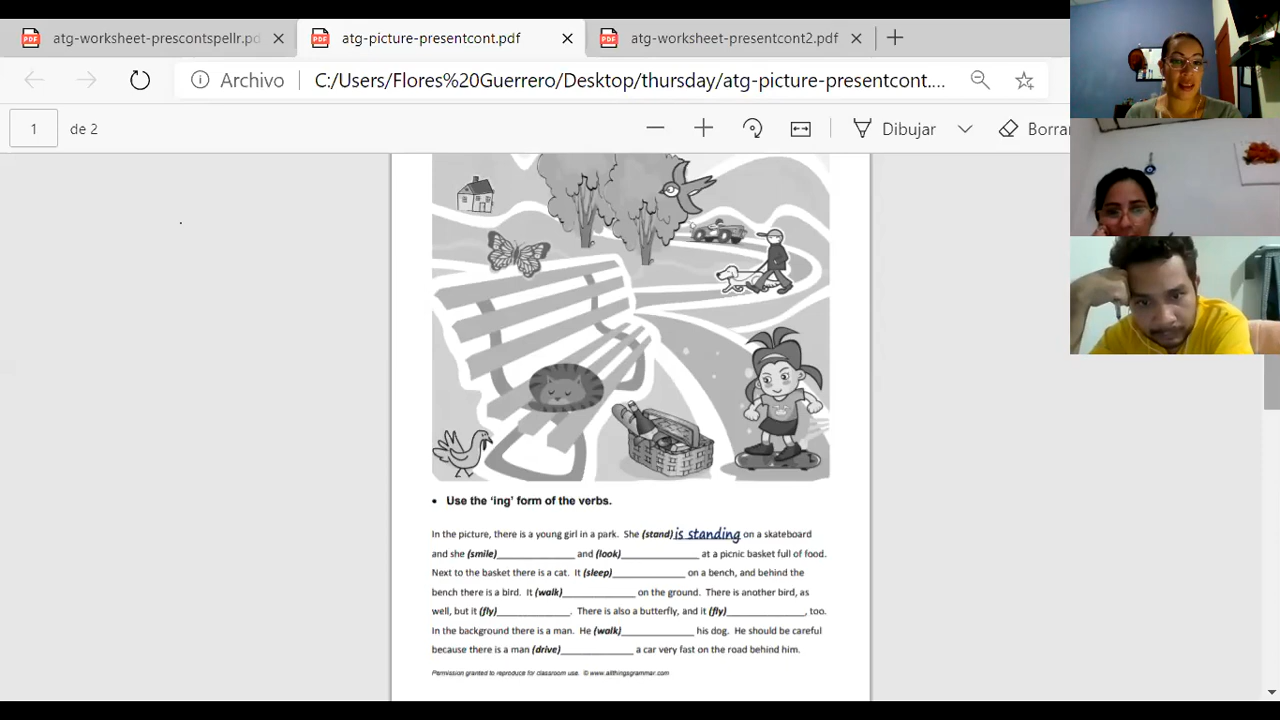 atg-worksheet-prescontspellr.pd
atg-picture-presentcont.pdf
atg-worksheet-presentcont2.pdf
Archivo
C:/Users/Flores%20Guerrero/Desktop/thursday/atg-picture-presentcont....
1
de 2
Dibujar
Borra
• Use the ‘ing’ form of the verbs.
In the picture, there is a young girl in a park. She (stand) is standing on a skateboard
and she (smile)______________ and (look)______________ at a picnic basket full of food.
Next to the basket there is a cat. It (sleep)_____________ on a bench, and behind the
bench there is a bird. It (walk)_____________ on the ground. There is another bird, as
well, but it (fly)_____________. There is also a butterfly, and it (fly)______________, too.
In the background there is a man. He (walk)_____________ his dog. He should be careful
because there is a man (drive)_____________ a car very fast on the road behind him.
Permission granted to reproduce for classroom use. © www.allthingsgrammar.com